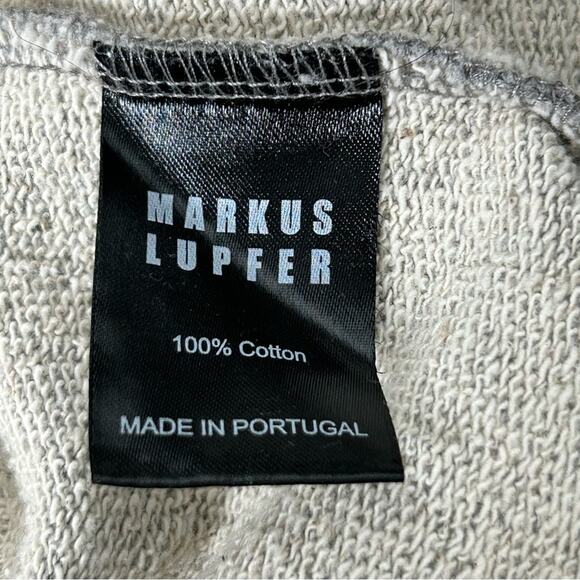 MARKUS
LUPFER
100% Cotton
MADE IN PORTUGAL